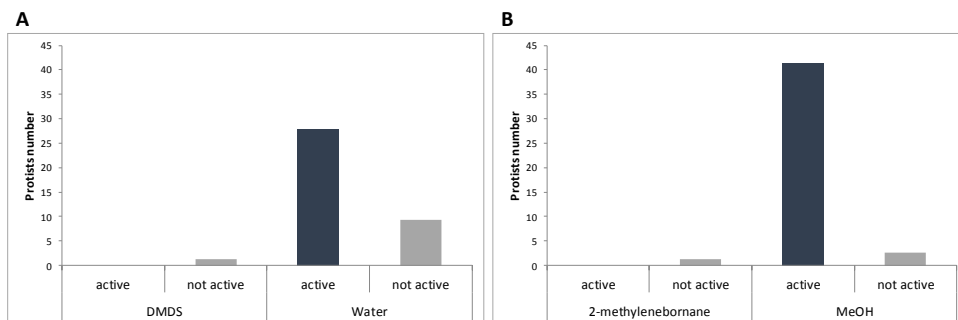 A
Protists number
45
40
35
30
25
20
15
10
5
0
active
not active
active
not active
DMDS
Water
B
Protists number
45
40
35
30
25
20
15
10
5
0
active
not active
active
not active
2-methylenebornane
MeOH